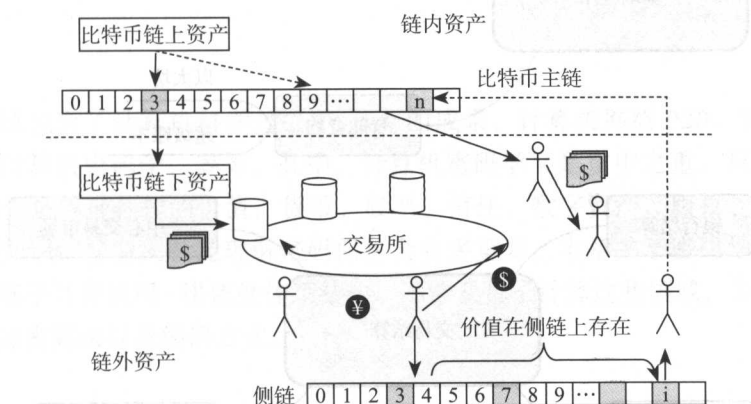 链内资产
比特币链上资产
比特币主链
0 1 2 3 4 5 6 7 8 9 … n
比特币链下资产
$
$
交易所
$
¥
价值在侧链上存在
链外资产
侧链 0 1 2 3 4 5 6 7 8 9 … i